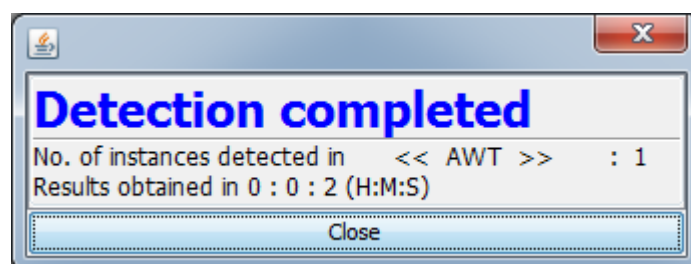 Detection completed
No. of instances detected in << AWT >> : 1
Results obtained in 0 : 0 : 2 (H:M:S)
Close